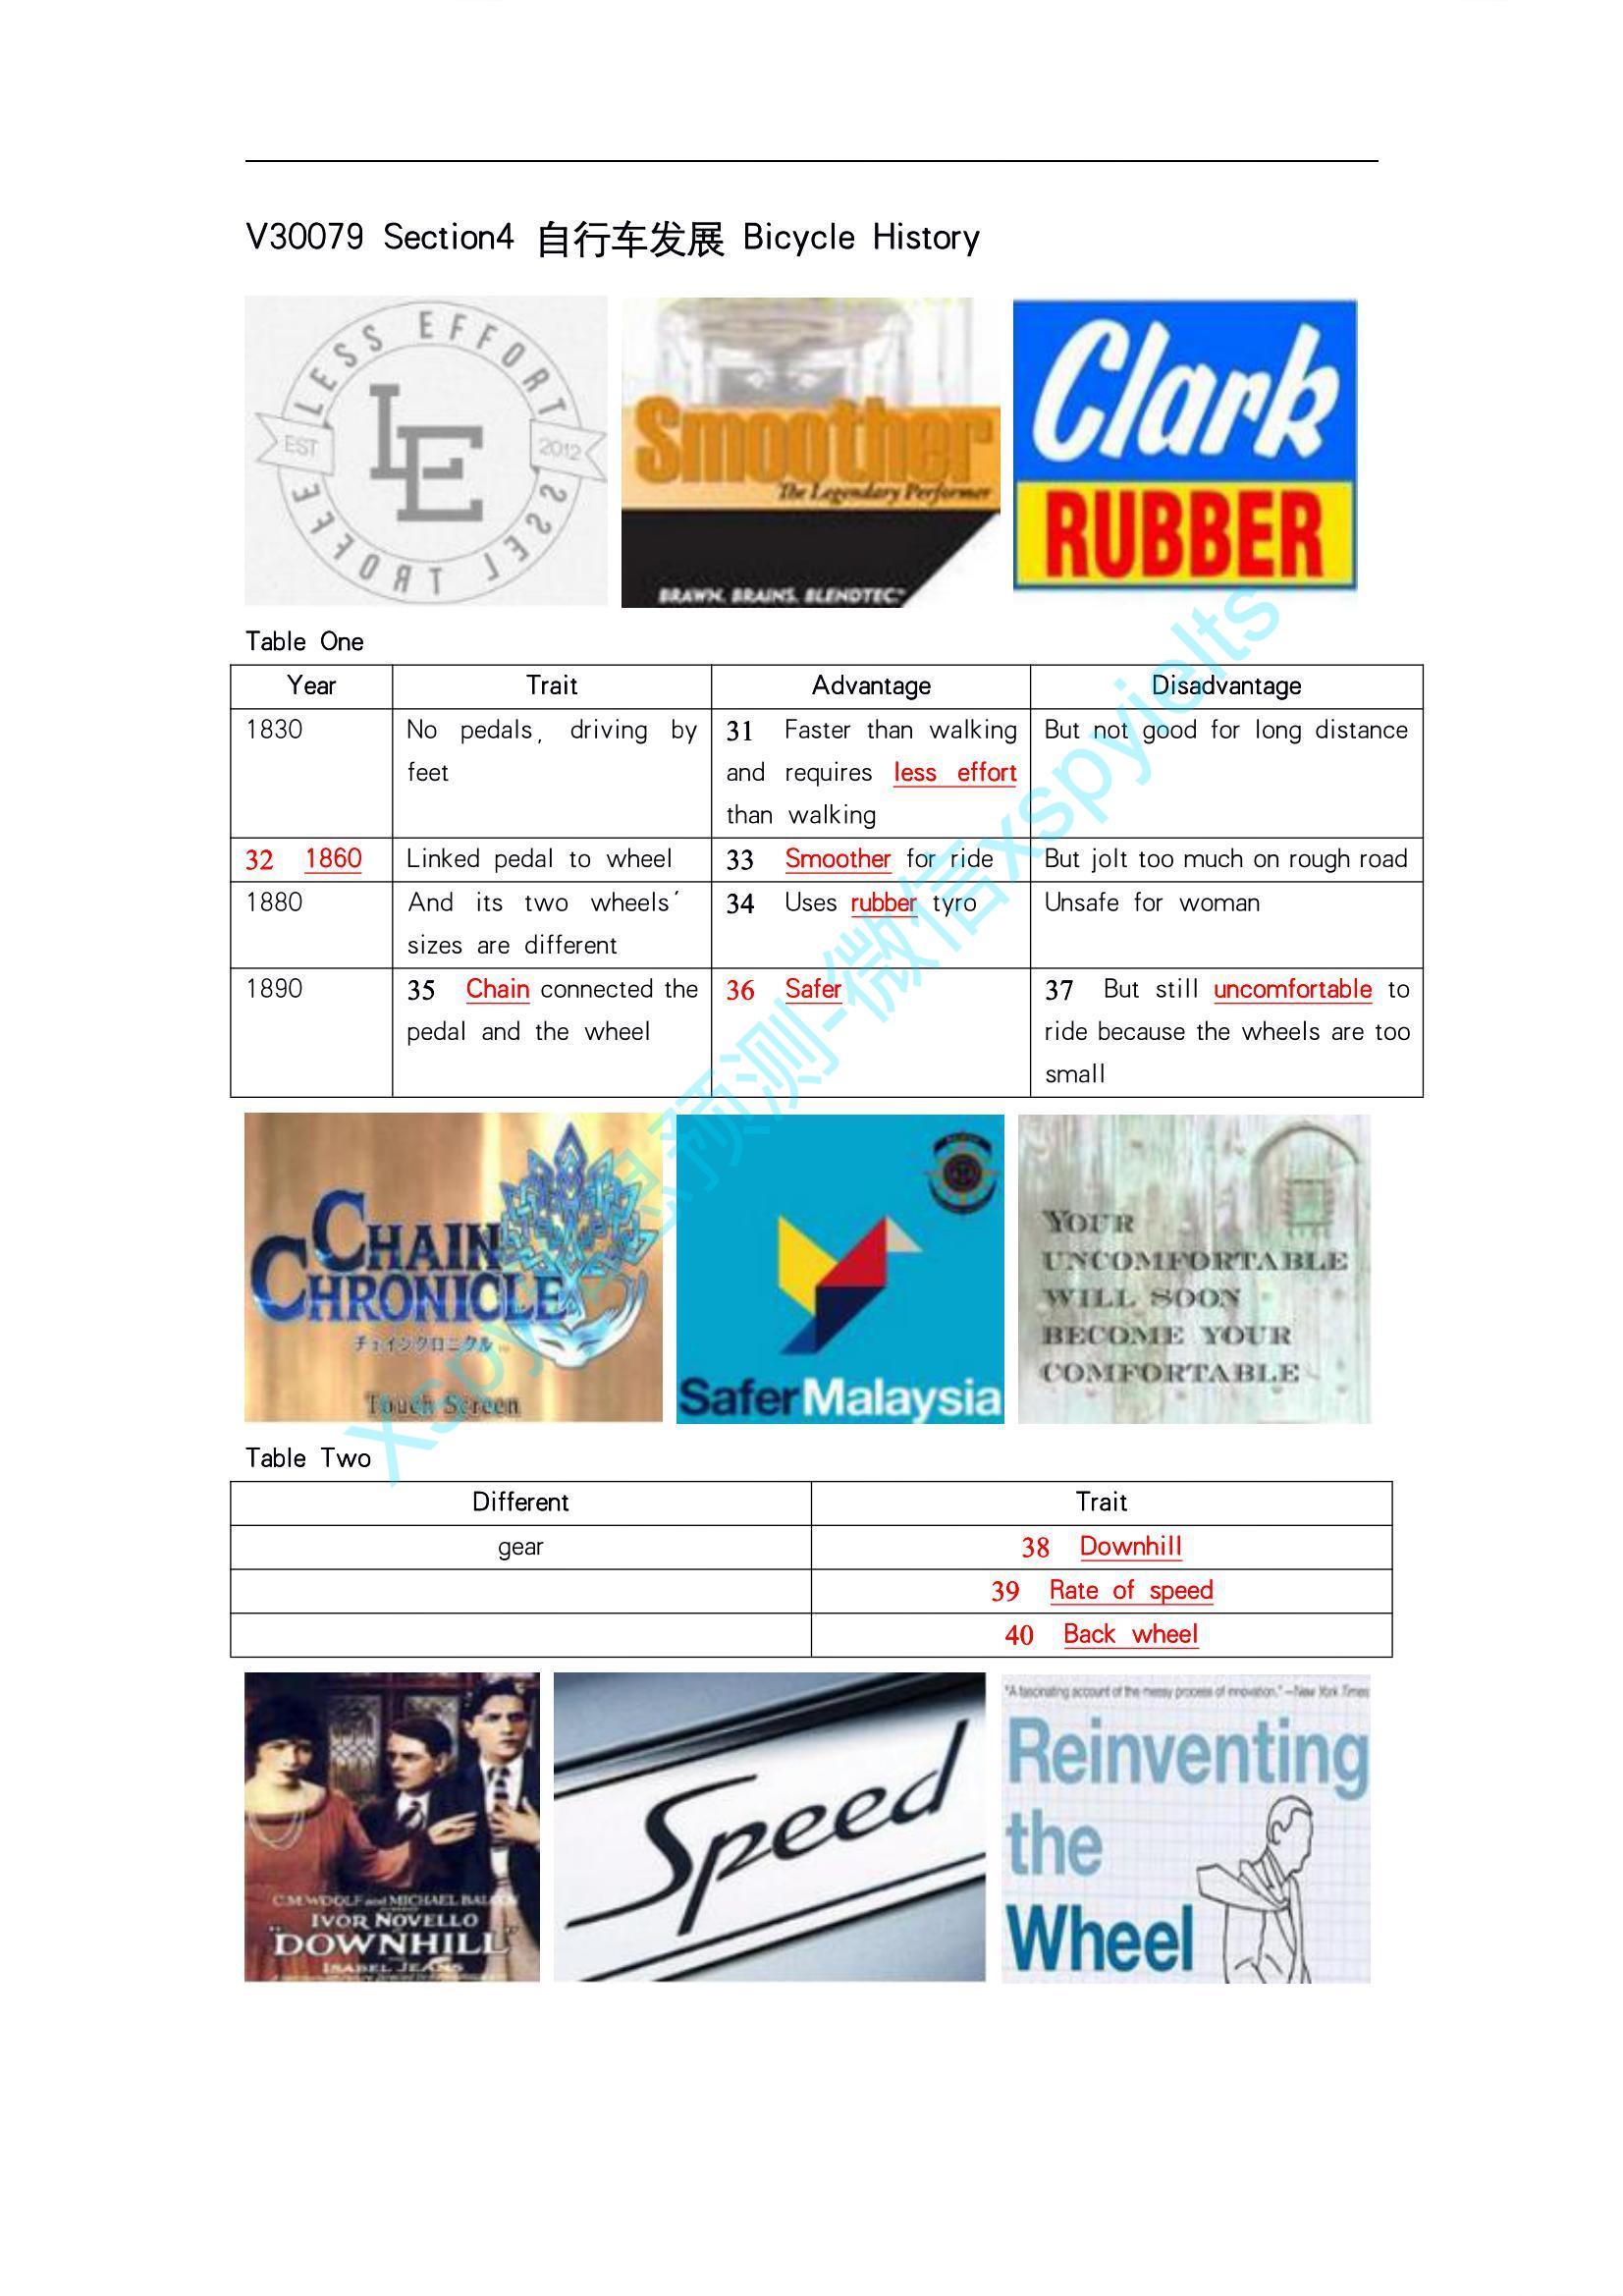 V30079 Section4 自行车发展 Bicycle History
LESS EFFORT
EST
2012
LE
LESS EFFORT
Smoother
The Legendary Performer
BRAWN. BRAINS. BLENDTEC.™
Clark
RUBBER
Table One
Year Trait Advantage Disadvantage
1830
No pedals, driving by
feet
31 Faster than walking
and requires less effort
than walking
But not good for long distance
32 1860
Linked pedal to wheel
33 Smoother for ride
But jolt too much on rough road
1880
And its two wheels'
sizes are different
34 Uses rubber tyro
Unsafe for woman
1890
35 Chain connected the
pedal and the wheel
36 Safer
37 But still uncomfortable to
ride because the wheels are too
small
CHAIN
CHRONICLE
チェインクロニクル
Touch Screen
SaferMalaysia
YOUR
UNCOMFORTABLE
WILL SOON
BECOME YOUR
COMFORTABLE
Table Two
Different Trait
gear 38 Downhill
39 Rate of speed
40 Back wheel
C.M.WOOLF and MICHAEL
IVOR NOVELLO
"DOWNHILL"
ISABEL JEANS
Speed
"A fascinating account of the messy process of innovation." —New York Times
Reinventing
the
Wheel
预测-微信xspyielts